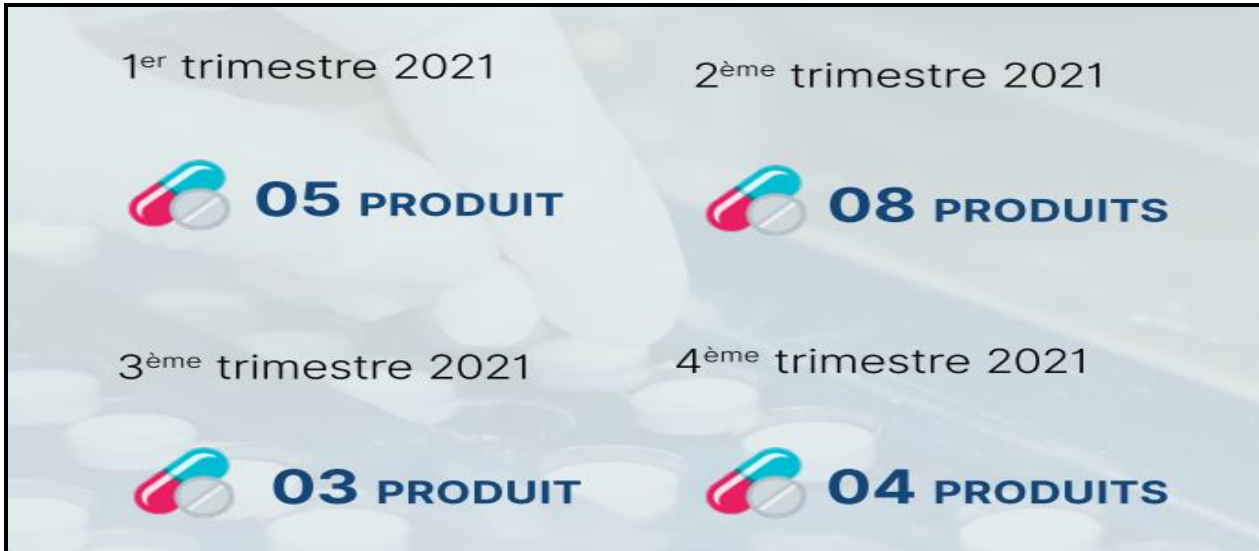 1er trimestre 2021
2ème trimestre 2021
05 PRODUIT
08 PRODUITS
3ème trimestre 2021
4ème trimestre 2021
03 PRODUIT
04 PRODUITS